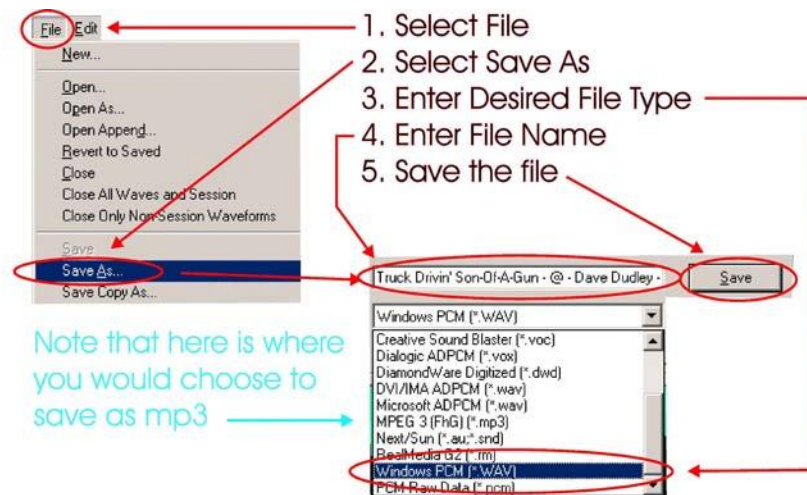 File Edit
New...
Open...
Open As...
Open Append...
Revert to Saved
Close
Close All Waves and Session
Close Only Non-Session Waveforms
Save
Save As...
Save Copy As...
1. Select File
2. Select Save As
3. Enter Desired File Type
4. Enter File Name
5. Save the file
Truck Drivin' Son-Of-A-Gun - @ - Dave Dudley -
Save
Windows PCM (*.WAV)
Creative Sound Blaster (*.voc)
Dialogic ADPCM (*.vox)
DiamondWare Digitized (*.dwd)
DVI/IMA ADPCM (*.wav)
Microsoft ADPCM (*.wav)
MPEG 3 (FhG) (*.mp3)
Next/Sun (*.au;*.snd)
RealMedia G2 (*.rm)
Windows PCM (*.WAV)
PCM Raw Data (*.pcm)
Note that here is where
you would choose to
save as mp3